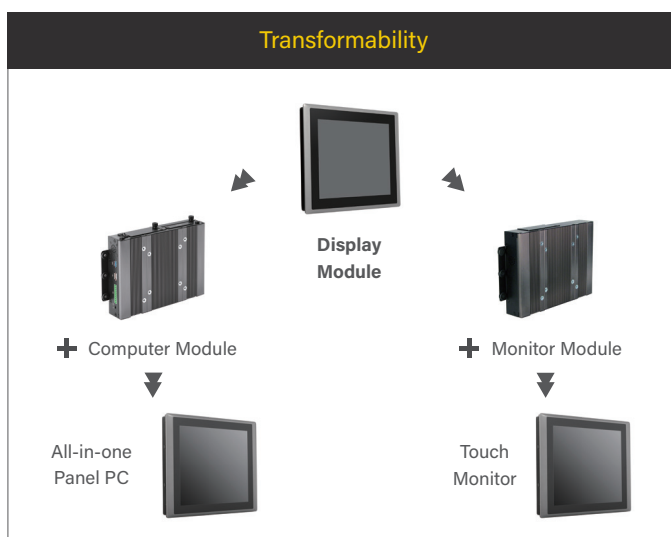 Transformability
Display
Module
+ Computer Module
+ Monitor Module
All-in-one
Panel PC
Touch
Monitor